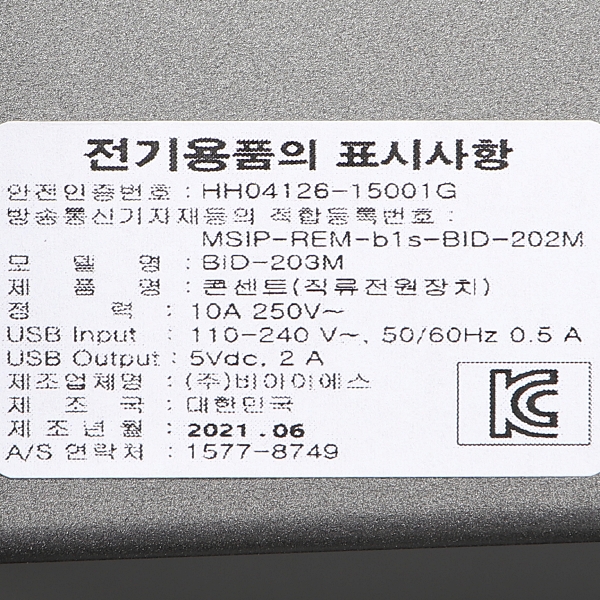 전기용품의 표시사항
안전인증번호 : HH04126-15001G
방송통신기자재등의 적합등록번호 :
MSIP-REM-b1s-BID-202M
모 델 명 : BID-203M
제 품 명 : 콘센트(직류전원장치)
정 격 : 10A 250V~
USB Input : 110-240 V~, 50/60Hz 0.5 A
USB Output : 5Vdc, 2 A
제조업체명 : (주)비아이에스
제 조 국 : 대한민국
제 조 년 월 : 2021.06
A/S 연락처 : 1577-8749
KC